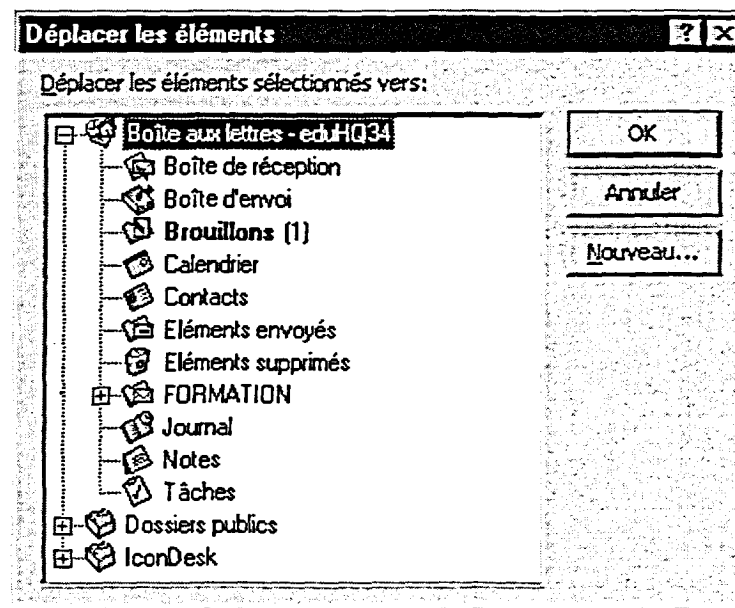 Déplacer les éléments
Déplacer les éléments sélectionnés vers:
Boîte aux lettres - eduHQ34
OK
Boîte de réception
Boîte d'envoi
Annuler
Brouillons (1)
Nouveau...
Calendrier
Contacts
Eléments envoyés
Eléments supprimés
FORMATION
Journal
Notes
Tâches
Dossiers publics
IconDesk